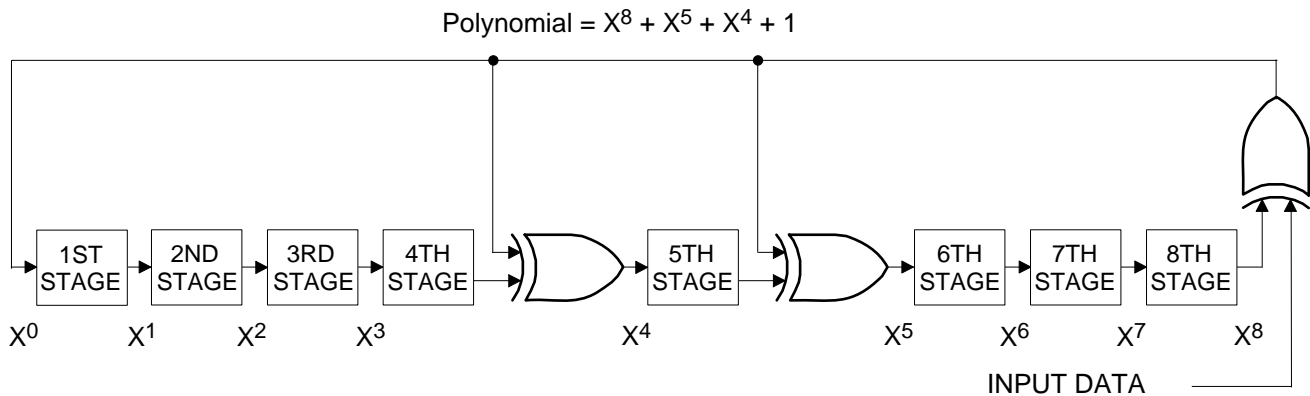 Polynomial = X⁸ + X⁵ + X⁴ + 1
1ST
STAGE
2ND
STAGE
3RD
STAGE
4TH
STAGE
5TH
STAGE
6TH
STAGE
7TH
STAGE
8TH
STAGE
X⁰ X¹ X² X³ X⁴ X⁵ X⁶ X⁷ X⁸
INPUT DATA